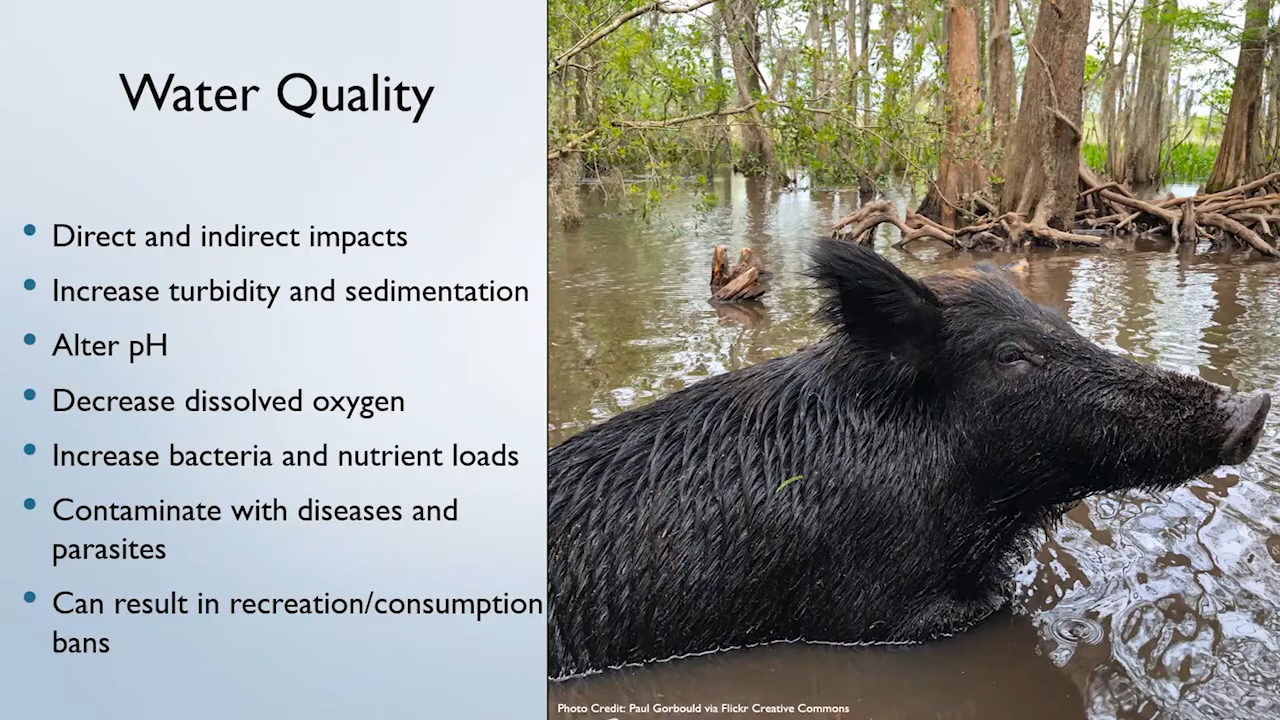 Water Quality
Direct and indirect impacts
Increase turbidity and sedimentation
Alter pH
Decrease dissolved oxygen
Increase bacteria and nutrient loads
Contaminate with diseases and
parasites
Can result in recreation/consumption
bans
Photo Credit: Paul Gorbould via Flickr Creative Commons